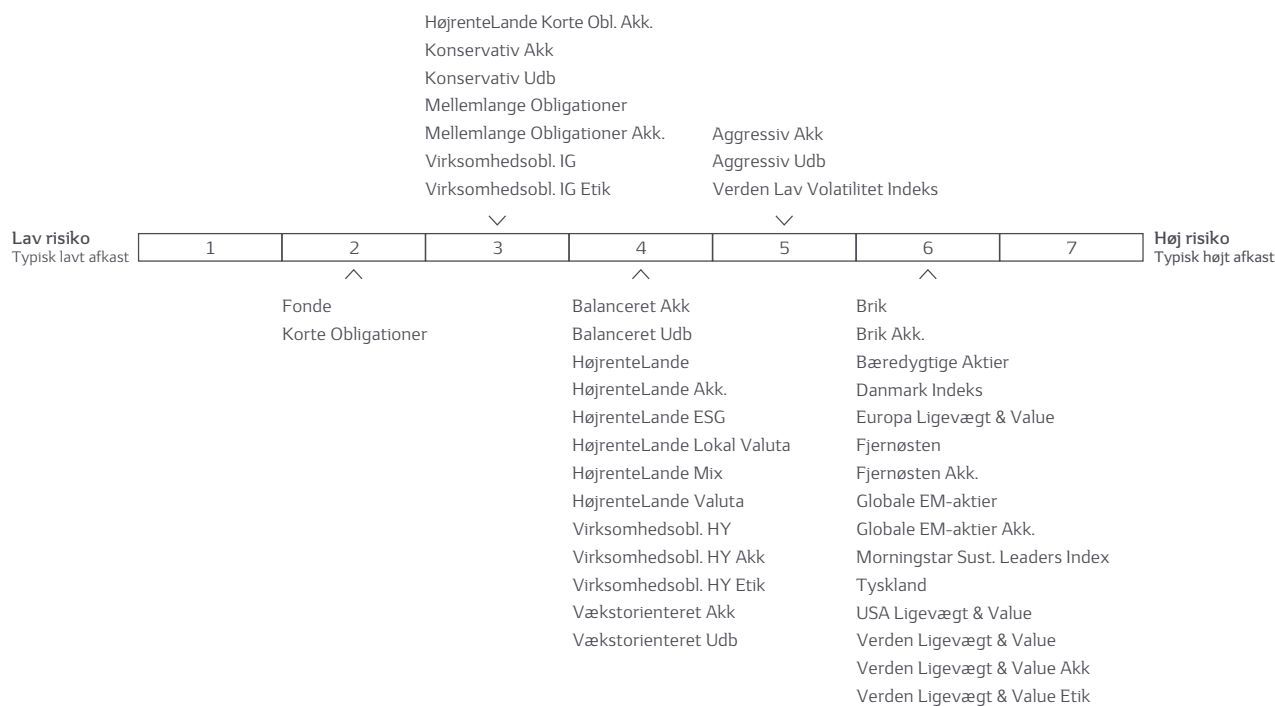 HøjrenteLande Korte Obl. Akk.
Konservativ Akk
Konservativ Udb
Mellemlange Obligationer
Mellemlange Obligationer Akk.
Virksomhedsobl. IG
Virksomhedsobl. IG Etik
Aggressiv Akk
Aggressiv Udb
Verden Lav Volatilitet Indeks
Lav risiko
Typisk lavt afkast
1 2 3 4 5 6 7
Høj risiko
Typisk højt afkast
Fonde
Korte Obligationer
Balanceret Akk
Balanceret Udb
HøjrenteLande
HøjrenteLande Akk.
HøjrenteLande ESG
HøjrenteLande Lokal Valuta
HøjrenteLande Mix
HøjrenteLande Valuta
Virksomhedsobl. HY
Virksomhedsobl. HY Akk
Virksomhedsobl. HY Etik
Vækstorienteret Akk
Vækstorienteret Udb
Brik
Brik Akk.
Bæredygtige Aktier
Danmark Indeks
Europa Ligevægt & Value
Fjernøsten
Fjernøsten Akk.
Globale EM-aktier
Globale EM-aktier Akk.
Morningstar Sust. Leaders Index
Tyskland
USA Ligevægt & Value
Verden Ligevægt & Value
Verden Ligevægt & Value Akk
Verden Ligevægt & Value Etik